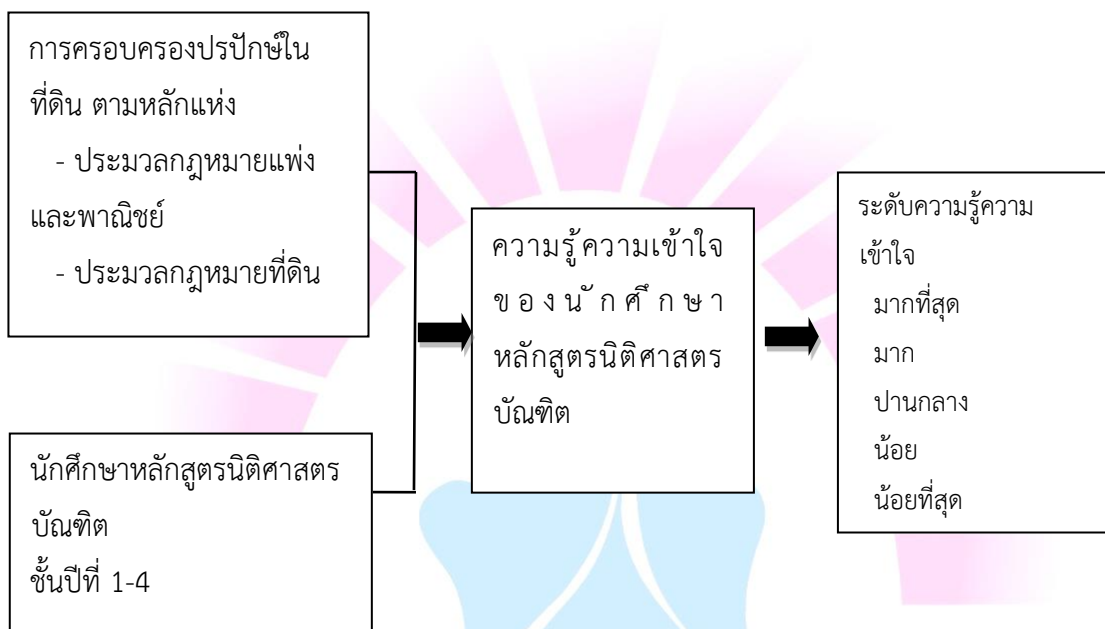 การครอบครองปรปักษ์ใน
ที่ดิน ตามหลักแห่ง
- ประมวลกฎหมายแพ่ง
และพาณิชย์
- ประมวลกฎหมายที่ดิน
นักศึกษาหลักสูตรนิติศาสตร
บัณฑิต
ชั้นปีที่ 1-4
ความรู้ความเข้าใจ
ของนักศึกษา
หลักสูตรนิติศาสตร
บัณฑิต
ระดับความรู้ความ
เข้าใจ
มากที่สุด
มาก
ปานกลาง
น้อย
น้อยที่สุด